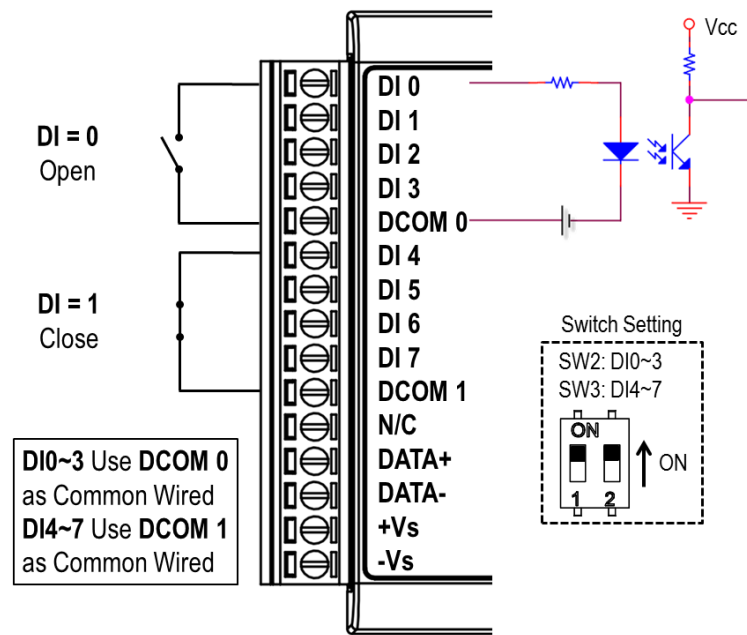 DI = 0
Open
DI = 1
Close
DI0~3 Use DCOM 0
as Common Wired
DI4~7 Use DCOM 1
as Common Wired
DI 0
DI 1
DI 2
DI 3
DCOM 0
DI 4
DI 5
DI 6
DI 7
DCOM 1
N/C
DATA+
DATA-
+Vs
-Vs
Vcc
Switch Setting
SW2: DI0~3
SW3: DI4~7
ON
1 2
ON